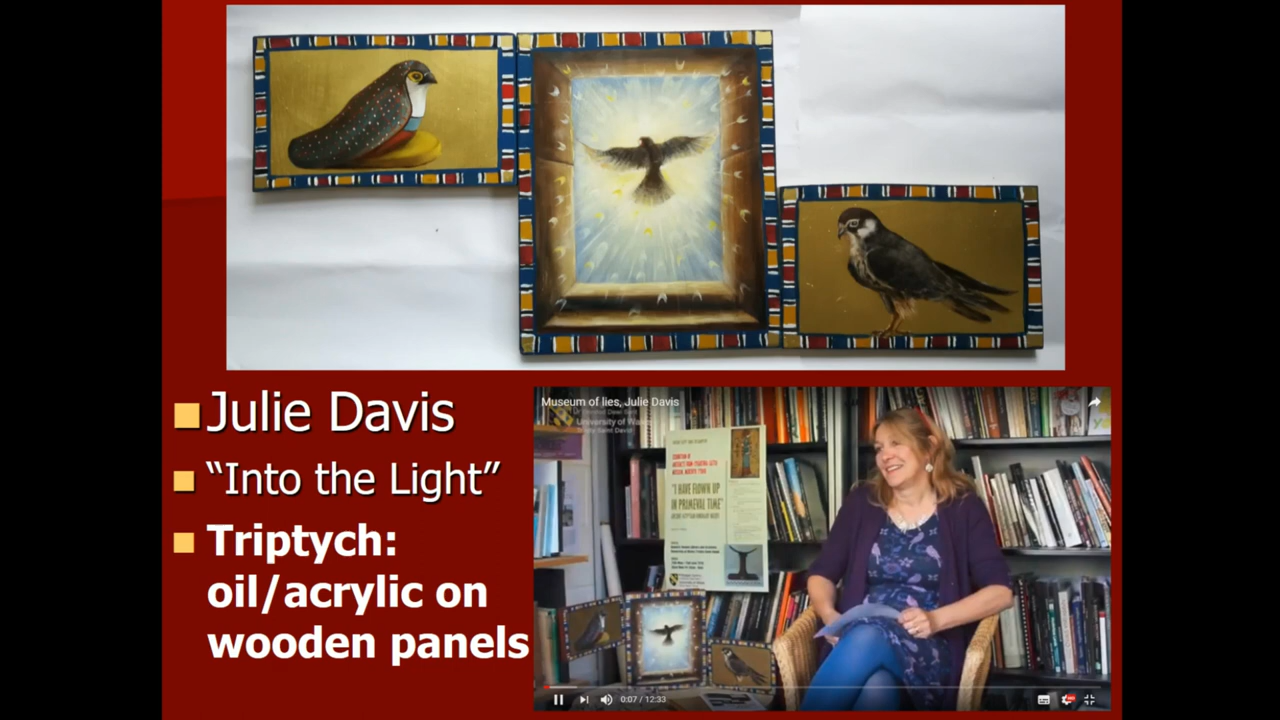 Julie Davis
“Into the Light”
Triptych:
oil/acrylic on
wooden panels
Museum of lies, Julie Davis
University of Wales
"I HAVE FLOWN UP
IN PRIMEVAL TIME"
0:07 / 12:33